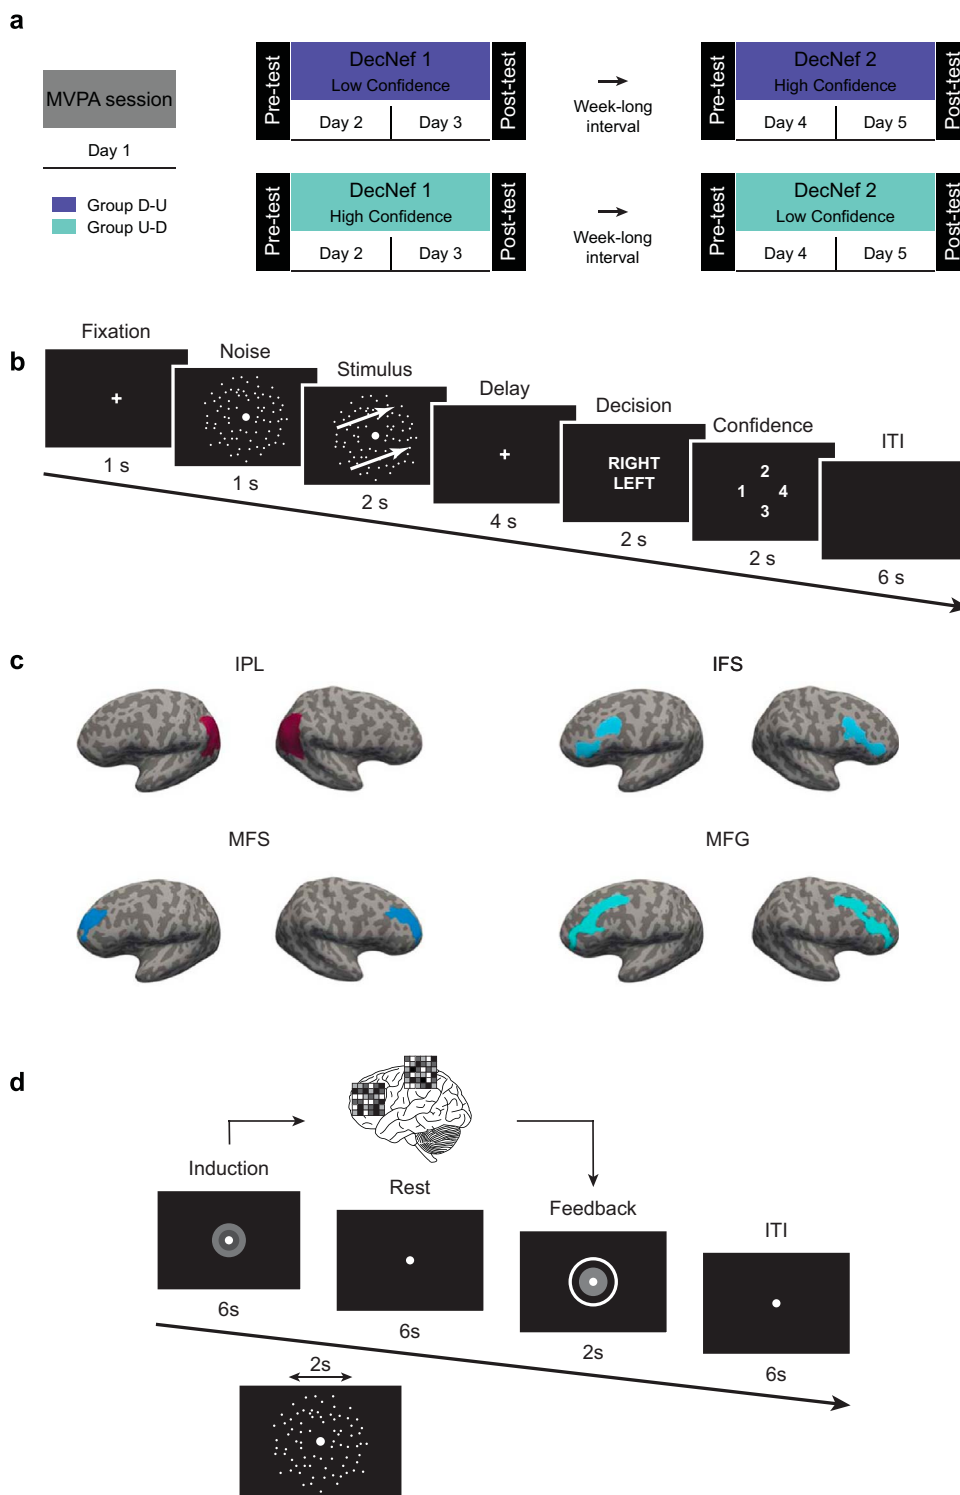 a
MVPA session
Day 1
Group D-U
Group U-D
Pre-test
DecNef 1
Low Confidence
Day 2
Day 3
Post-test
Week-long
interval
Pre-test
DecNef 2
High Confidence
Day 4
Day 5
Post-test
Pre-test
DecNef 1
High Confidence
Day 2
Day 3
Post-test
Week-long
interval
Pre-test
DecNef 2
Low Confidence
Day 4
Day 5
Post-test
b
Fixation
1 s
Noise
1 s
Stimulus
2 s
Delay
4 s
Decision
RIGHT
LEFT
2 s
Confidence
2
1 4
3
2 s
ITI
6 s
c
IPL
IFS
MFS
MFG
d
Induction
6s
Rest
6s
Feedback
2s
ITI
6s
2s